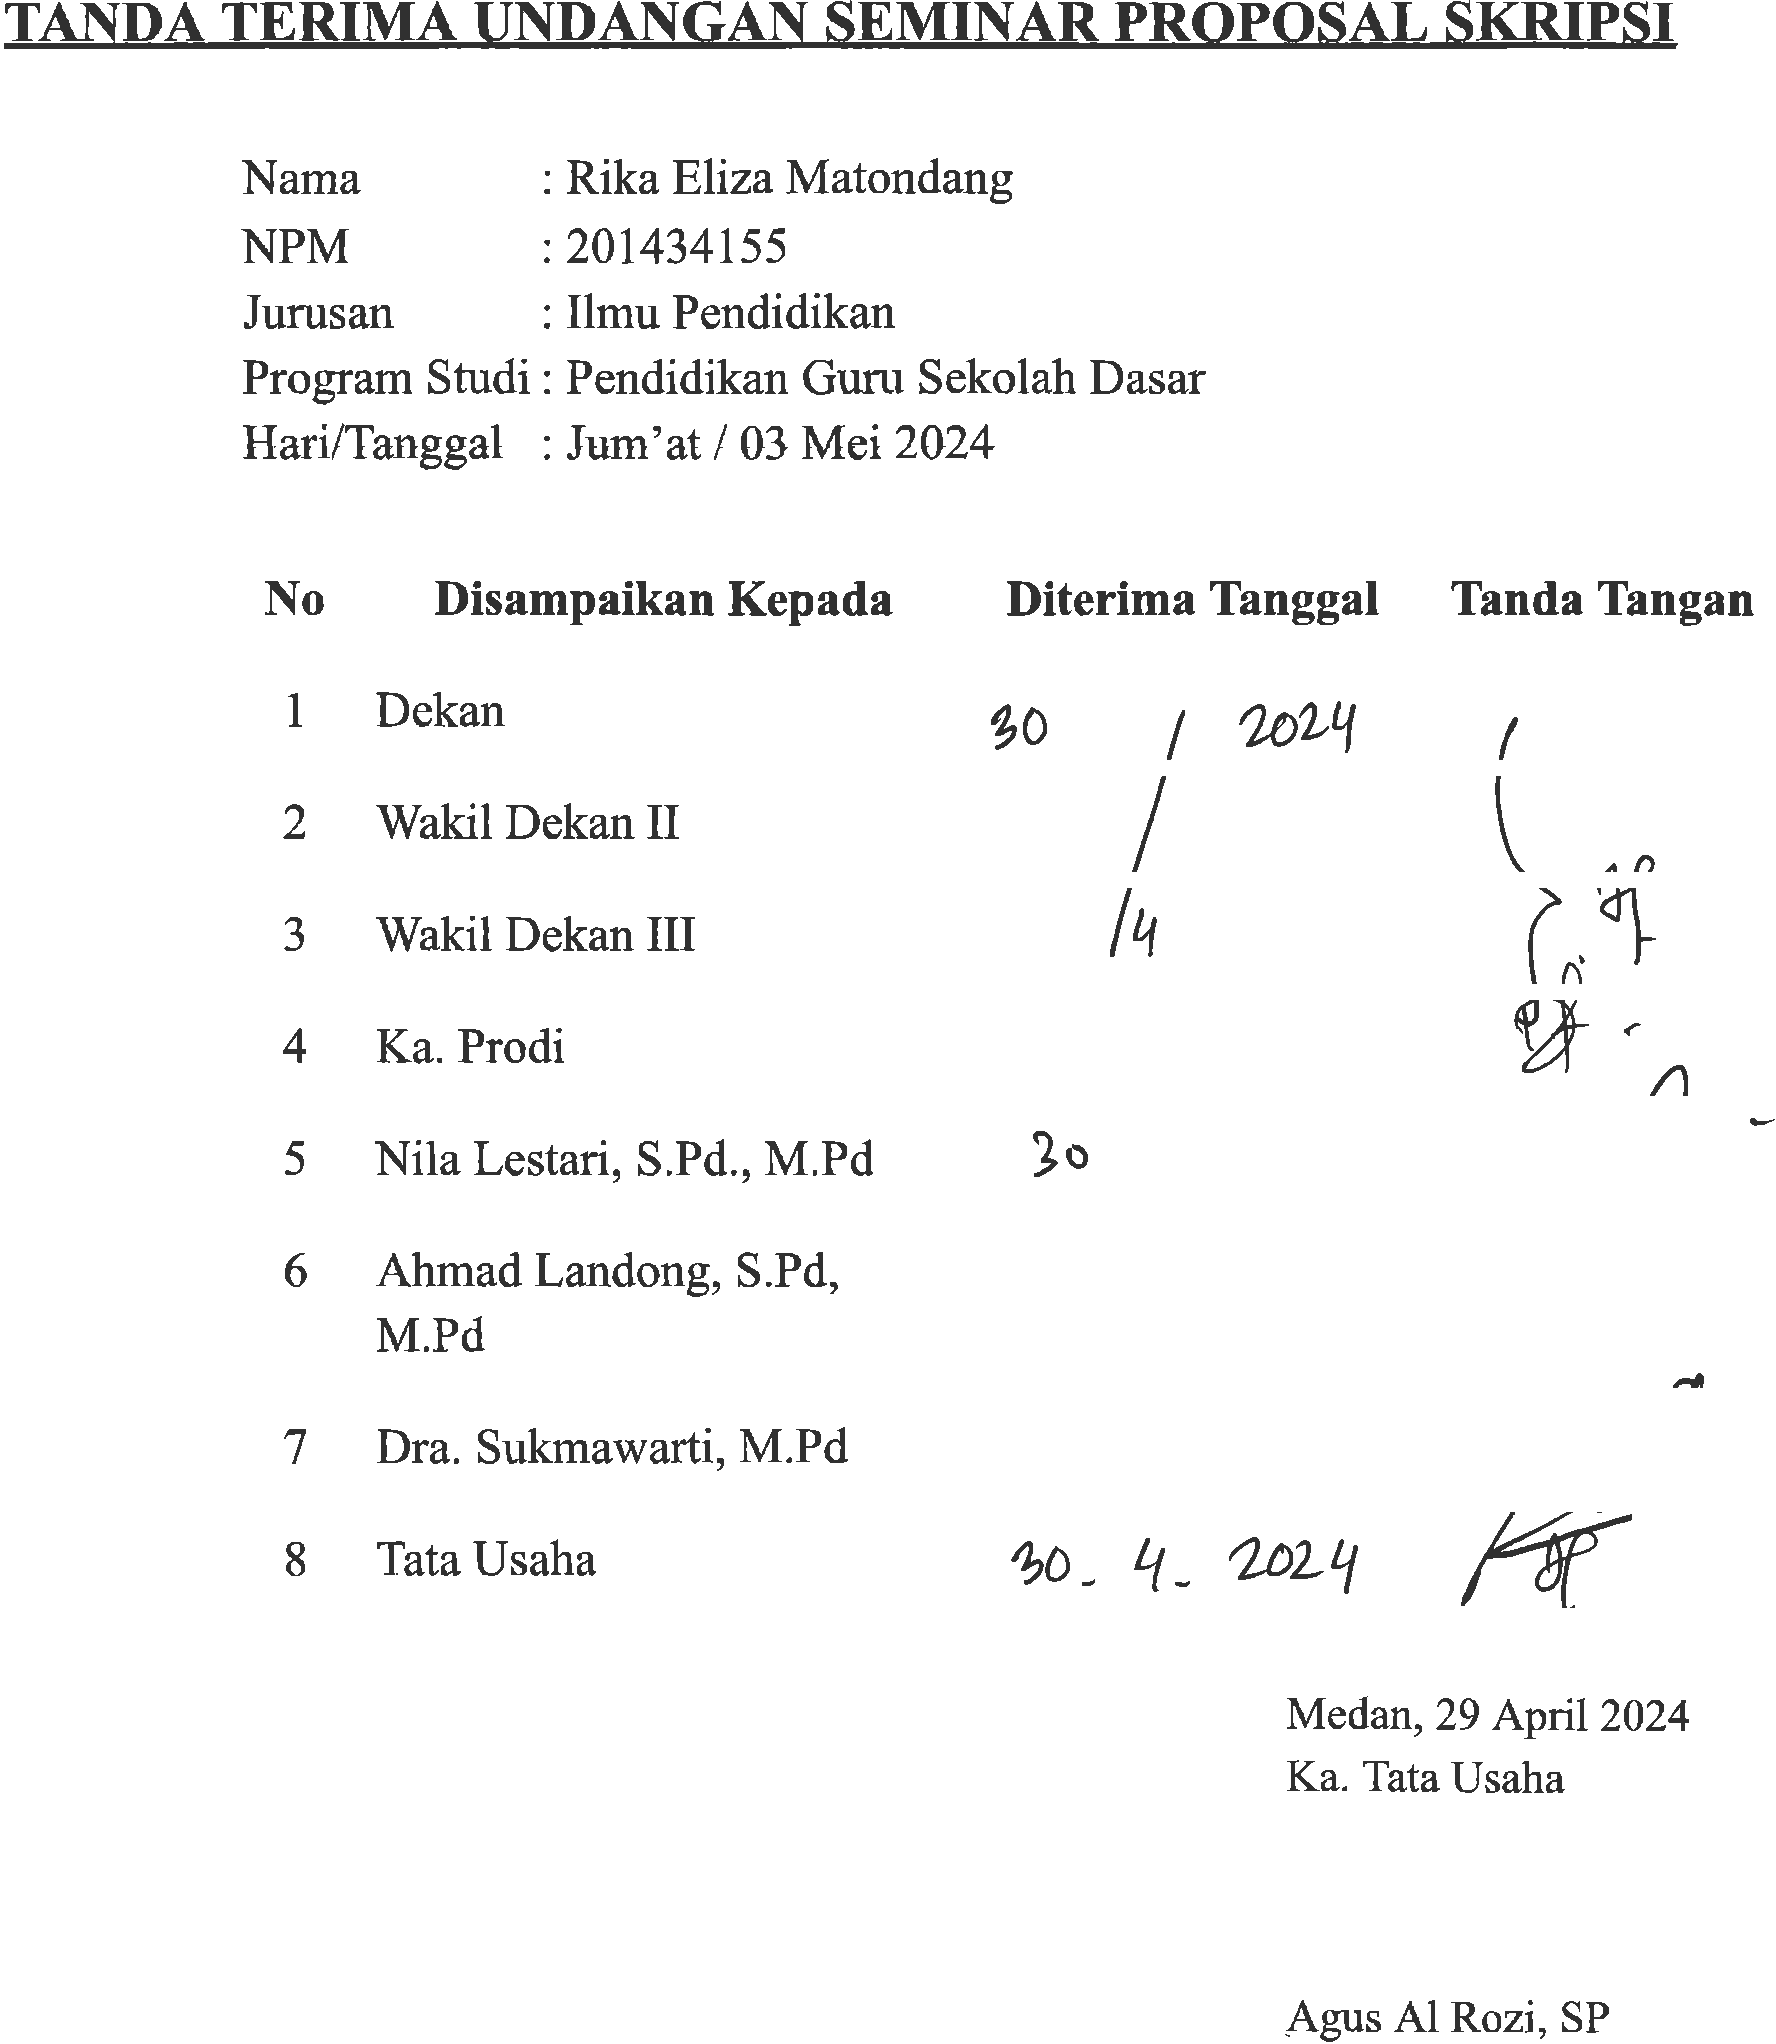 TANDA TERIMA UNDANGAN SEMINAR PROPOSAL SKRIPSI
Nama : Rika Eliza Matondang
NPM : 201434155
Jurusan : Ilmu Pendidikan
Program Studi : Pendidikan Guru Sekolah Dasar
Hari/Tanggal : Jum'at / 03 Mei 2024
No Disampaikan Kepada Diterima Tanggal Tanda Tangan
1 Dekan 30 / 2024
2 Wakil Dekan II
3 Wakil Dekan III /4
4 Ka. Prodi
5 Nila Lestari, S.Pd., M.Pd 30
6 Ahmad Landong, S.Pd,
M.Pd
7 Dra. Sukmawarti, M.Pd
8 Tata Usaha 30 - 4 - 2024
Medan, 29 April 2024
Ka. Tata Usaha
Agus Al Rozi, SP